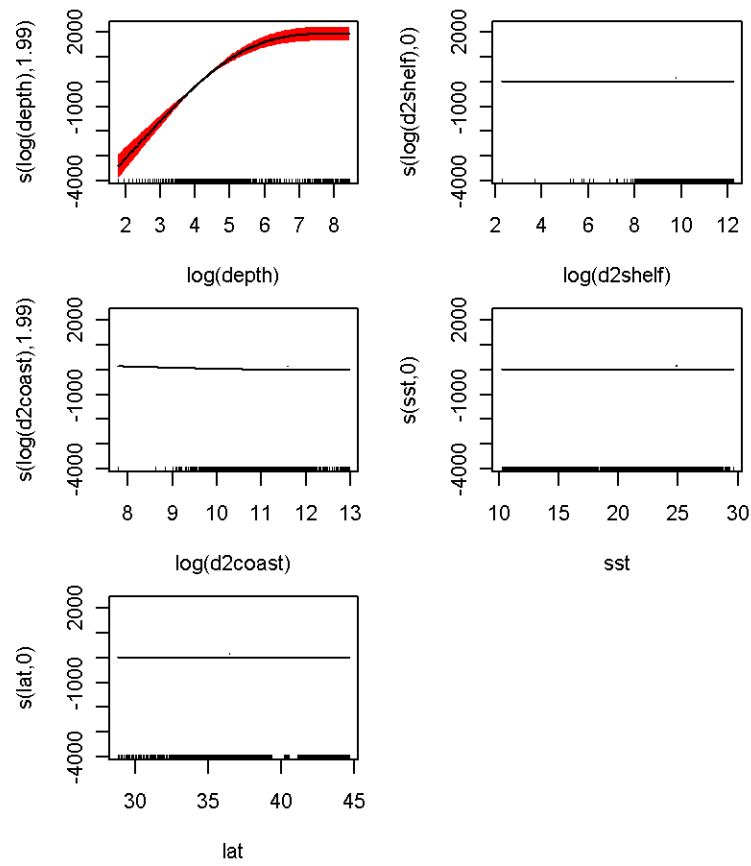 s(log(depth),1.99)
2000
-1000
-4000
2 3 4 5 6 7 8
log(depth)
s(log(d2shelf),0)
2000
-1000
-4000
2 4 6 8 10 12
log(d2shelf)
s(log(d2coast),1.99)
2000
-1000
-4000
8 9 10 11 12 13
log(d2coast)
s(sst,0)
2000
-1000
-4000
10 15 20 25 30
sst
s(lat,0)
2000
-1000
-4000
30 35 40 45
lat